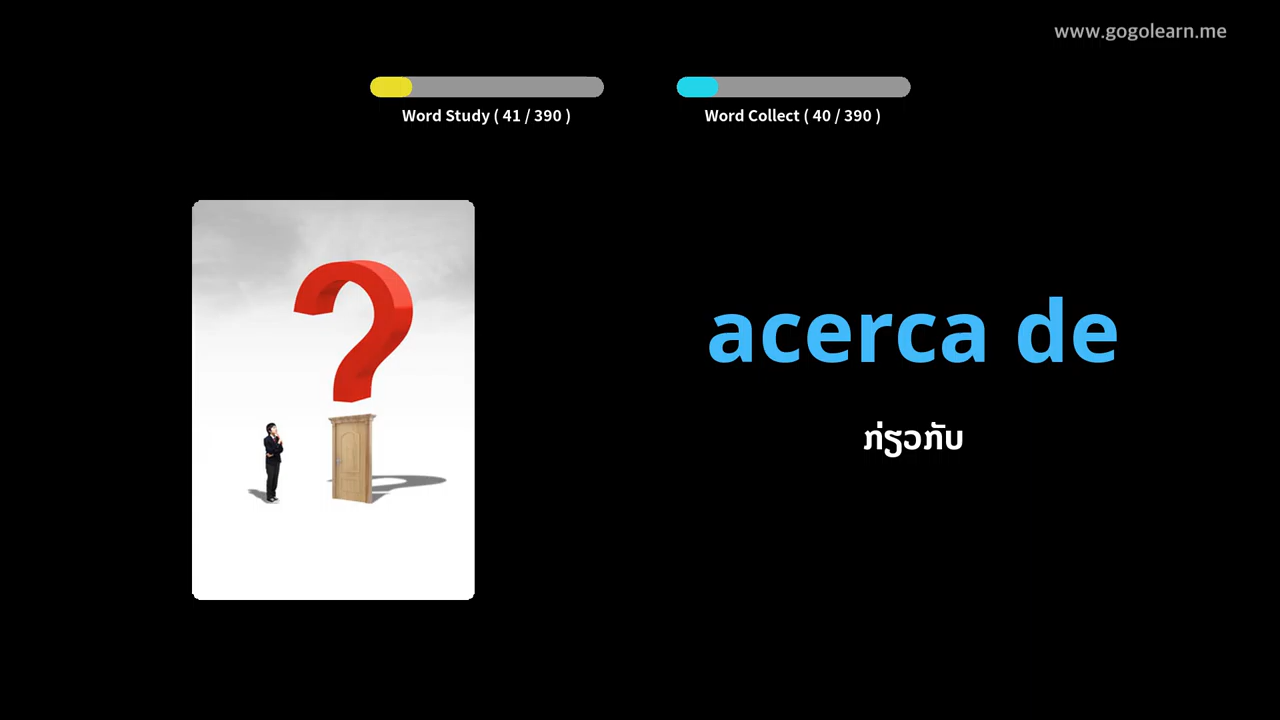 www.gogolearn.me
Word Study ( 41 / 390 )
Word Collect ( 40 / 390 )
acerca de
ກ່ຽວກັບ